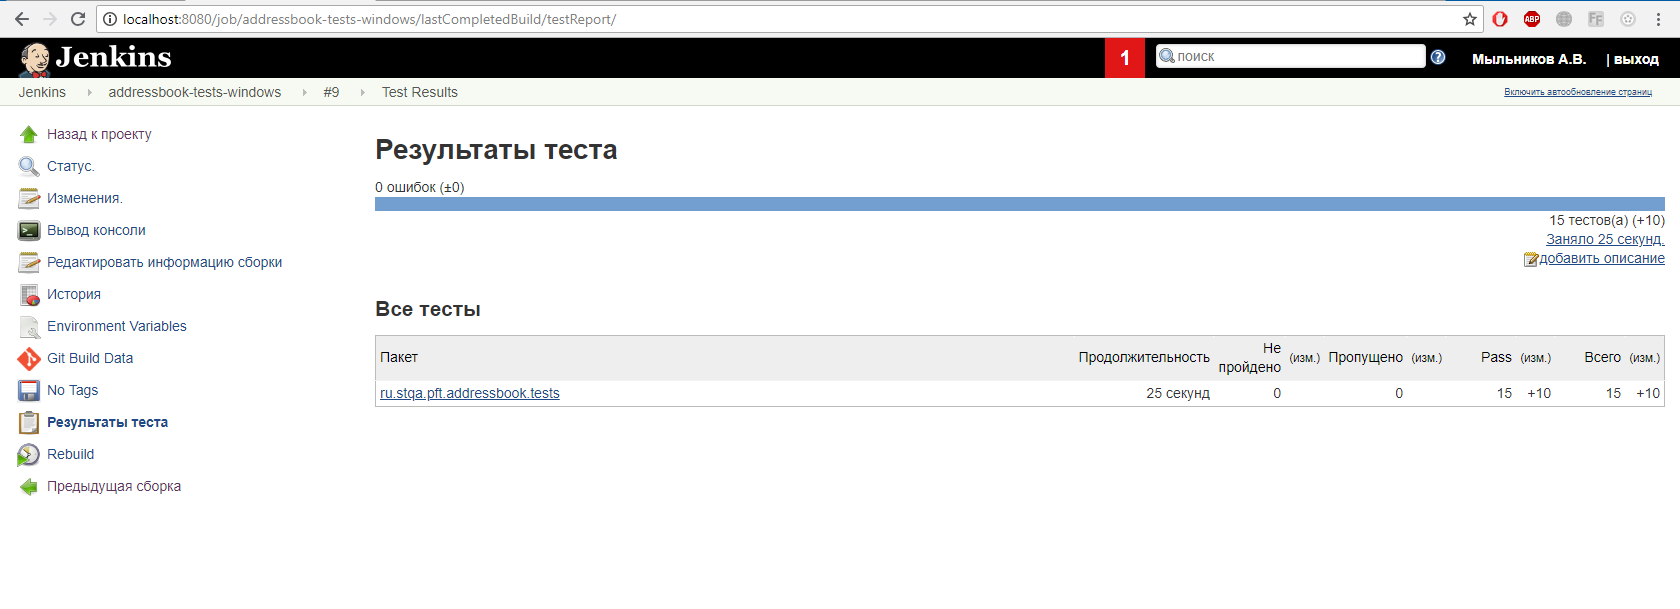 localhost:8080/job/addressbook-tests-windows/lastCompletedBuild/testReport/
ABP
FF
Jenkins
1
поиск
?
Мыльников А.В.
| выход
Jenkins
addressbook-tests-windows
#9
Test Results
Включить автообновление страниц
Назад к проекту
Статус.
Изменения.
Вывод консоли
Редактировать информацию сборки
История
Environment Variables
Git Build Data
No Tags
Результаты теста
Rebuild
Предыдущая сборка
Результаты теста
0 ошибок (±0)
15 тестов(а) (+10)
Заняло 25 секунд.
добавить описание
Все тесты
Пакет Продолжительность Не пройдено (изм.) Пропущено (изм.) Pass (изм.) Всего (изм.)
ru.stqa.pft.addressbook.tests 25 секунд 0 0 15 +10 15 +10